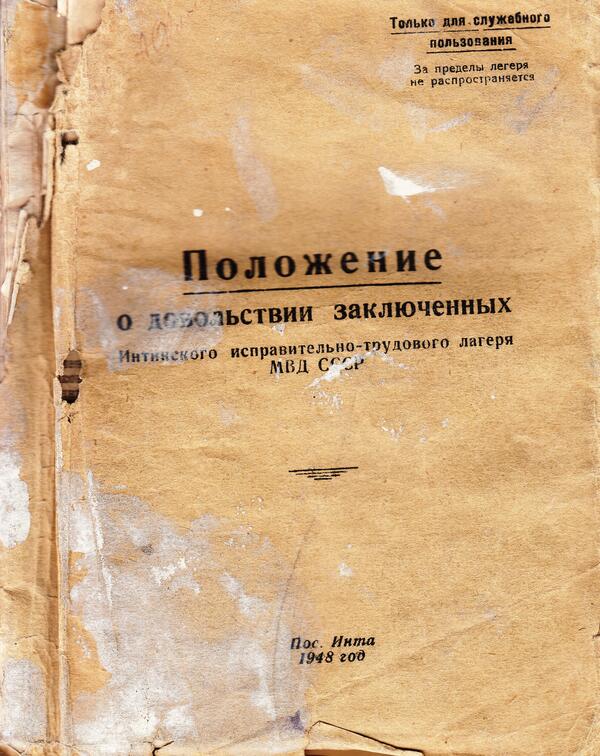 Только для служебного
пользования
За пределы легеря
не распространяется
Положение
о довольствии заключенных
Интинского исправительно-трудового лагеря
МВД СССР
Пос. Инта
1948 год